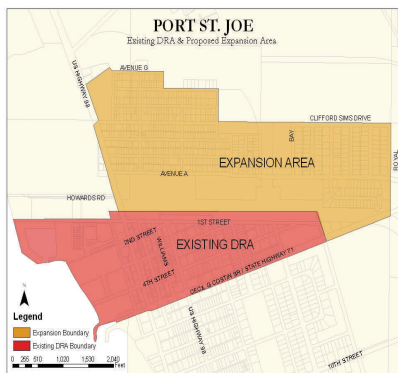 PORT ST. JOE
Existing DRA & Proposed Expansion Area
US HIGHWAY 98
AVENUE G
CLIFFORD SIMS DRIVE
BAY
EXPANSION AREA
AVENUE A
ROYAL
HOWARDS RD
1ST STREET
2ND STREET
WILLIAMS
EXISTING DRA
4TH STREET
CECIL G COSTIN SR / STATE HIGHWAY 71
N
US HIGHWAY 98
10TH STREET
Legend
Expansion Boundary
Existing DRA Boundary
0 255 510 1,020 1,530 2,040
Feet